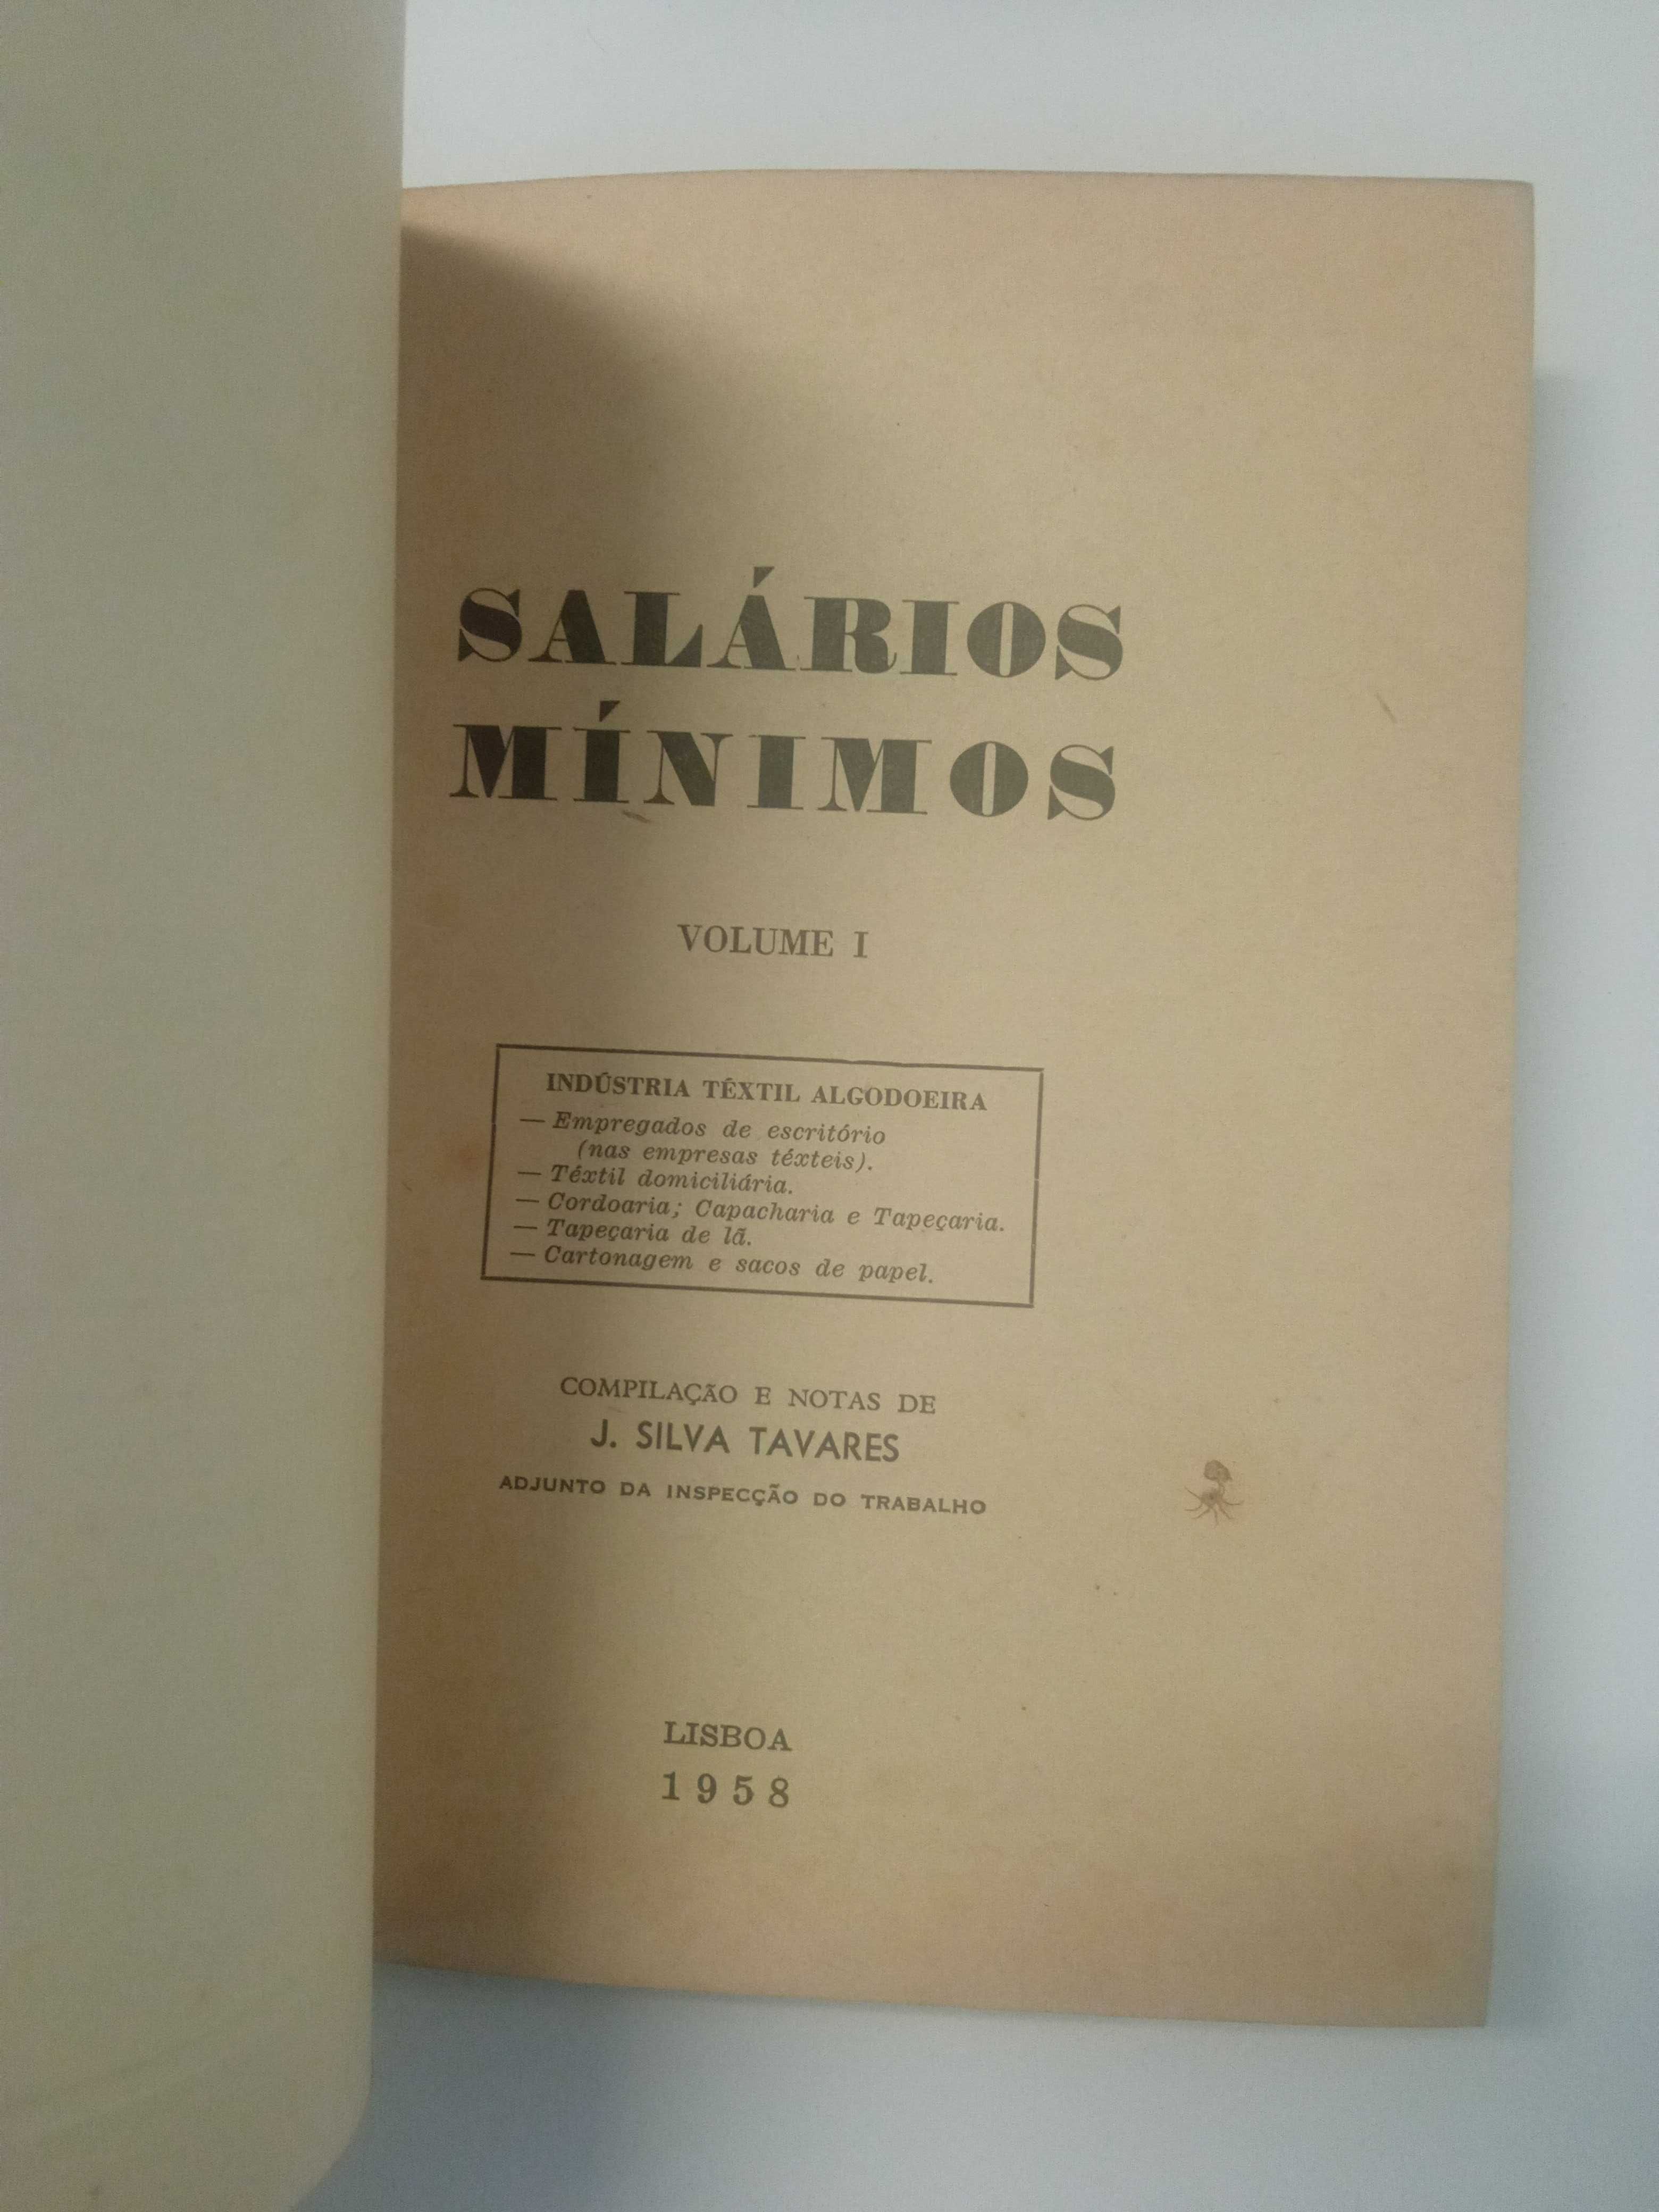 SALÁRIOS
MÍNIMOS
VOLUME I
INDÚSTRIA TÊXTIL ALGODOEIRA
— Empregados de escritório
(nas empresas têxteis).
— Têxtil domiciliária.
— Cordoaria; Capacharia e Tapeçaria.
— Tapeçaria de lã.
— Cartonagem e sacos de papel.
COMPILAÇÃO E NOTAS DE
J. SILVA TAVARES
ADJUNTO DA INSPECÇÃO DO TRABALHO
LISBOA
1958